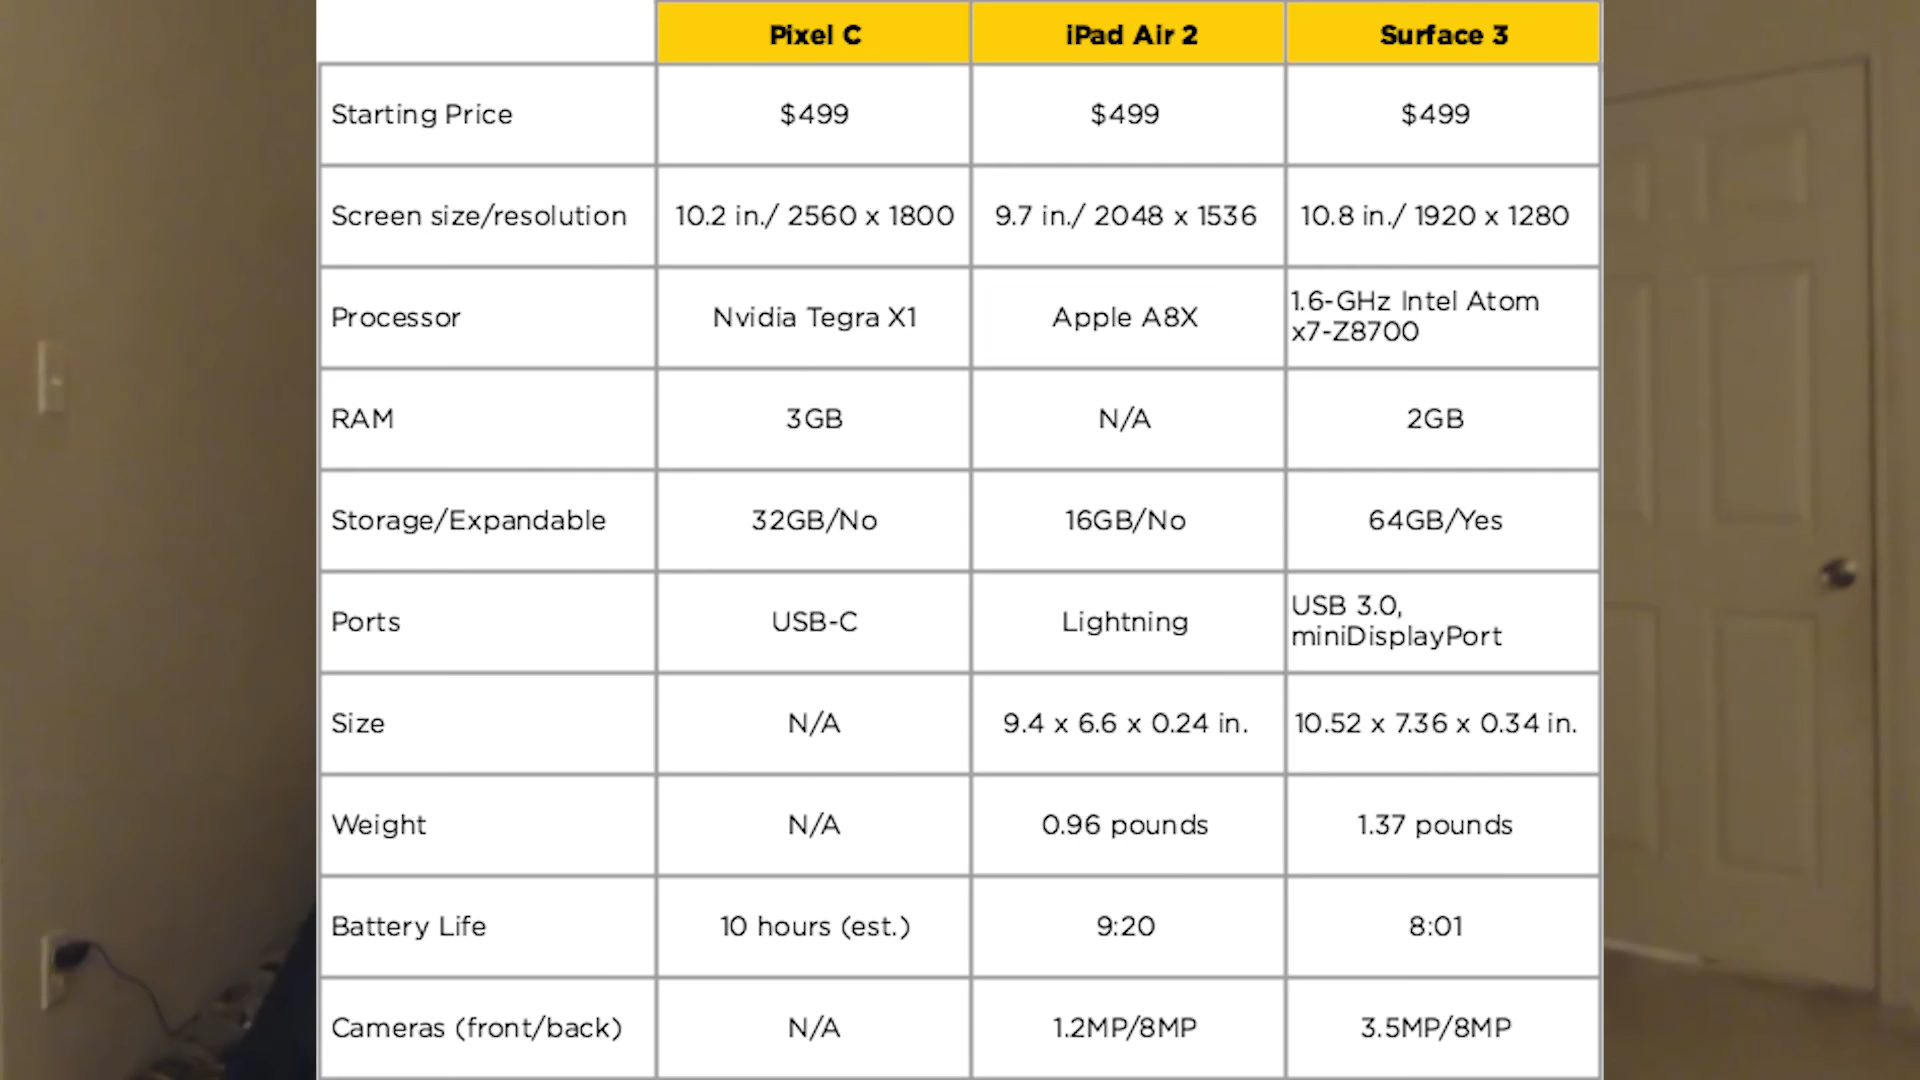 Pixel C iPad Air 2 Surface 3
Starting Price $499 $499 $499
Screen size/resolution 10.2 in./ 2560 x 1800 9.7 in./ 2048 x 1536 10.8 in./ 1920 x 1280
Processor Nvidia Tegra X1 Apple A8X 1.6-GHz Intel Atom
x7-Z8700
RAM 3GB N/A 2GB
Storage/Expandable 32GB/No 16GB/No 64GB/Yes
Ports USB-C Lightning USB 3.0,
miniDisplayPort
Size N/A 9.4 x 6.6 x 0.24 in. 10.52 x 7.36 x 0.34 in.
Weight N/A 0.96 pounds 1.37 pounds
Battery Life 10 hours (est.) 9:20 8:01
Cameras (front/back) N/A 1.2MP/8MP 3.5MP/8MP